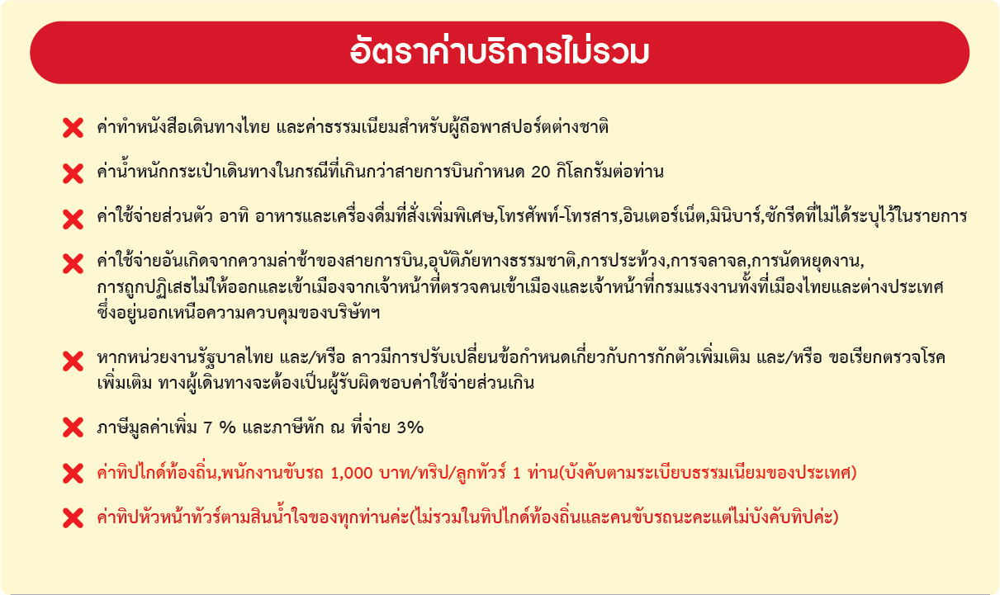 อัตราค่าบริการไม่รวม
ค่าทำหนังสือเดินทางไทย และค่าธรรมเนียมสำหรับผู้ถือพาสปอร์ตต่างชาติ
ค่าน้ำหนักกระเป๋าเดินทางในกรณีที่เกินกว่าสายการบินกำหนด 20 กิโลกรัมต่อท่าน
ค่าใช้จ่ายส่วนตัว อาทิ อาหารและเครื่องดื่มที่สั่งเพิ่มพิเศษ,โทรศัพท์-โทรสาร,อินเตอร์เน็ต,มินิบาร์,ซักรีดที่ไม่ได้ระบุไว้ในรายการ
ค่าใช้จ่ายอันเกิดจากความล่าช้าของสายการบิน,อุบัติภัยทางธรรมชาติ,การประท้วง,การจลาจล,การนัดหยุดงาน,
การถูกปฏิเสธไม่ให้ออกและเข้าเมืองจากเจ้าหน้าที่ตรวจคนเข้าเมืองและเจ้าหน้าที่กรมแรงงานทั้งที่เมืองไทยและต่างประเทศ
ซึ่งอยู่นอกเหนือความควบคุมของบริษัทฯ
หากหน่วยงานรัฐบาลไทย และ/หรือ ลาวมีการปรับเปลี่ยนข้อกำหนดเกี่ยวกับการกักตัวเพิ่มเติม และ/หรือ ขอเรียกตรวจโรค
เพิ่มเติม ทางผู้เดินทางจะต้องเป็นผู้รับผิดชอบค่าใช้จ่ายส่วนเกิน
ภาษีมูลค่าเพิ่ม 7 % และภาษีหัก ณ ที่จ่าย 3%
ค่าทิปไกด์ท้องถิ่น,พนักงานขับรถ 1,000 บาท/ทริป/ลูกทัวร์ 1 ท่าน(บังคับตามระเบียบธรรมเนียมของประเทศ)
ค่าทิปหัวหน้าทัวร์ตามสินน้ำใจของทุกท่านค่ะ(ไม่รวมในทิปไกด์ท้องถิ่นและคนขับรถนะคะแต่ไม่บังคับทิปค่ะ)